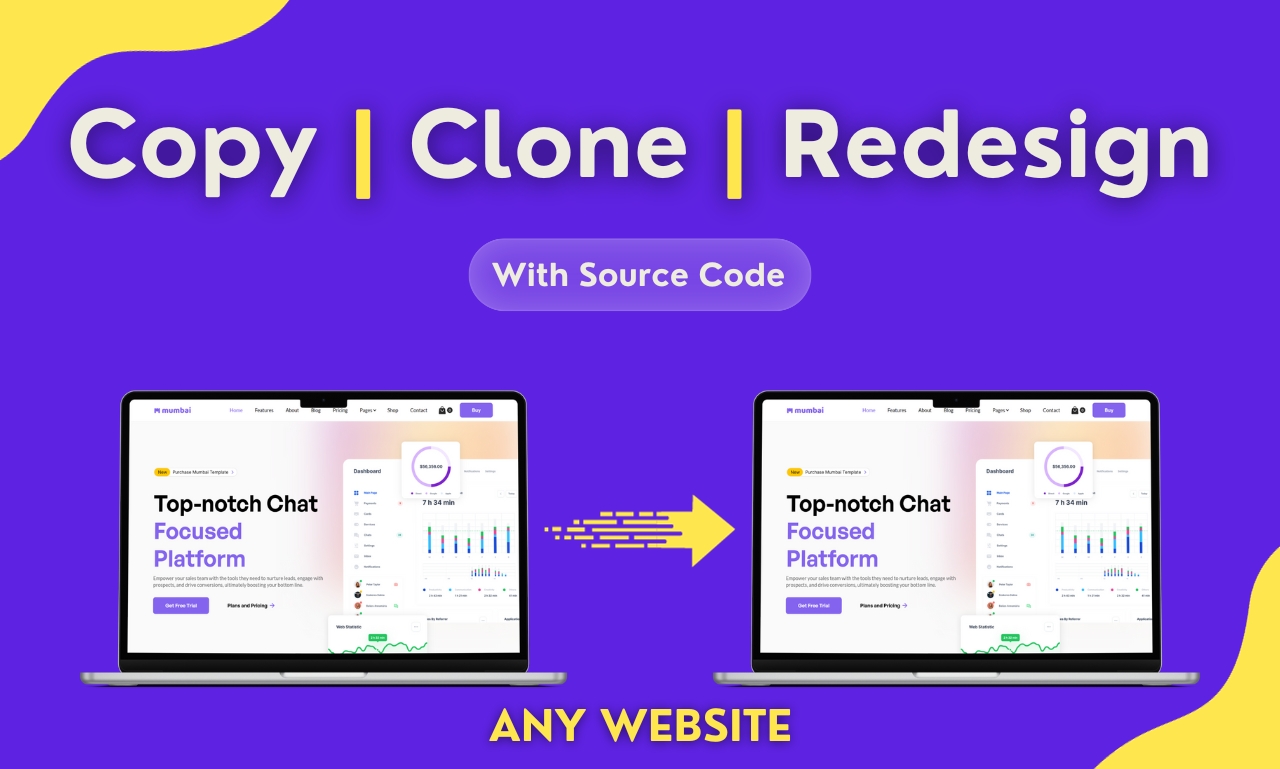 Copy | Clone | Redesign
With Source Code
mumbai
Home Features About Blog Pricing Pages Shop Contact 0 Buy
New Purchase Mumbai Template
Top-notch Chat
Focused
Platform
Empower your sales team with the tools they need to nurture leads, engage with
prospects, and drive conversions, ultimately boosting your bottom line.
Get Free Trial Plans and Pricing
Dashboard
$56,359.00
7 h 34 min
Web Statistic
mumbai
Home Features About Blog Pricing Pages Shop Contact 0 Buy
New Purchase Mumbai Template
Top-notch Chat
Focused
Platform
Empower your sales team with the tools they need to nurture leads, engage with
prospects, and drive conversions, ultimately boosting your bottom line.
Get Free Trial Plans and Pricing
Dashboard
$56,359.00
7 h 34 min
Web Statistic
ANY WEBSITE